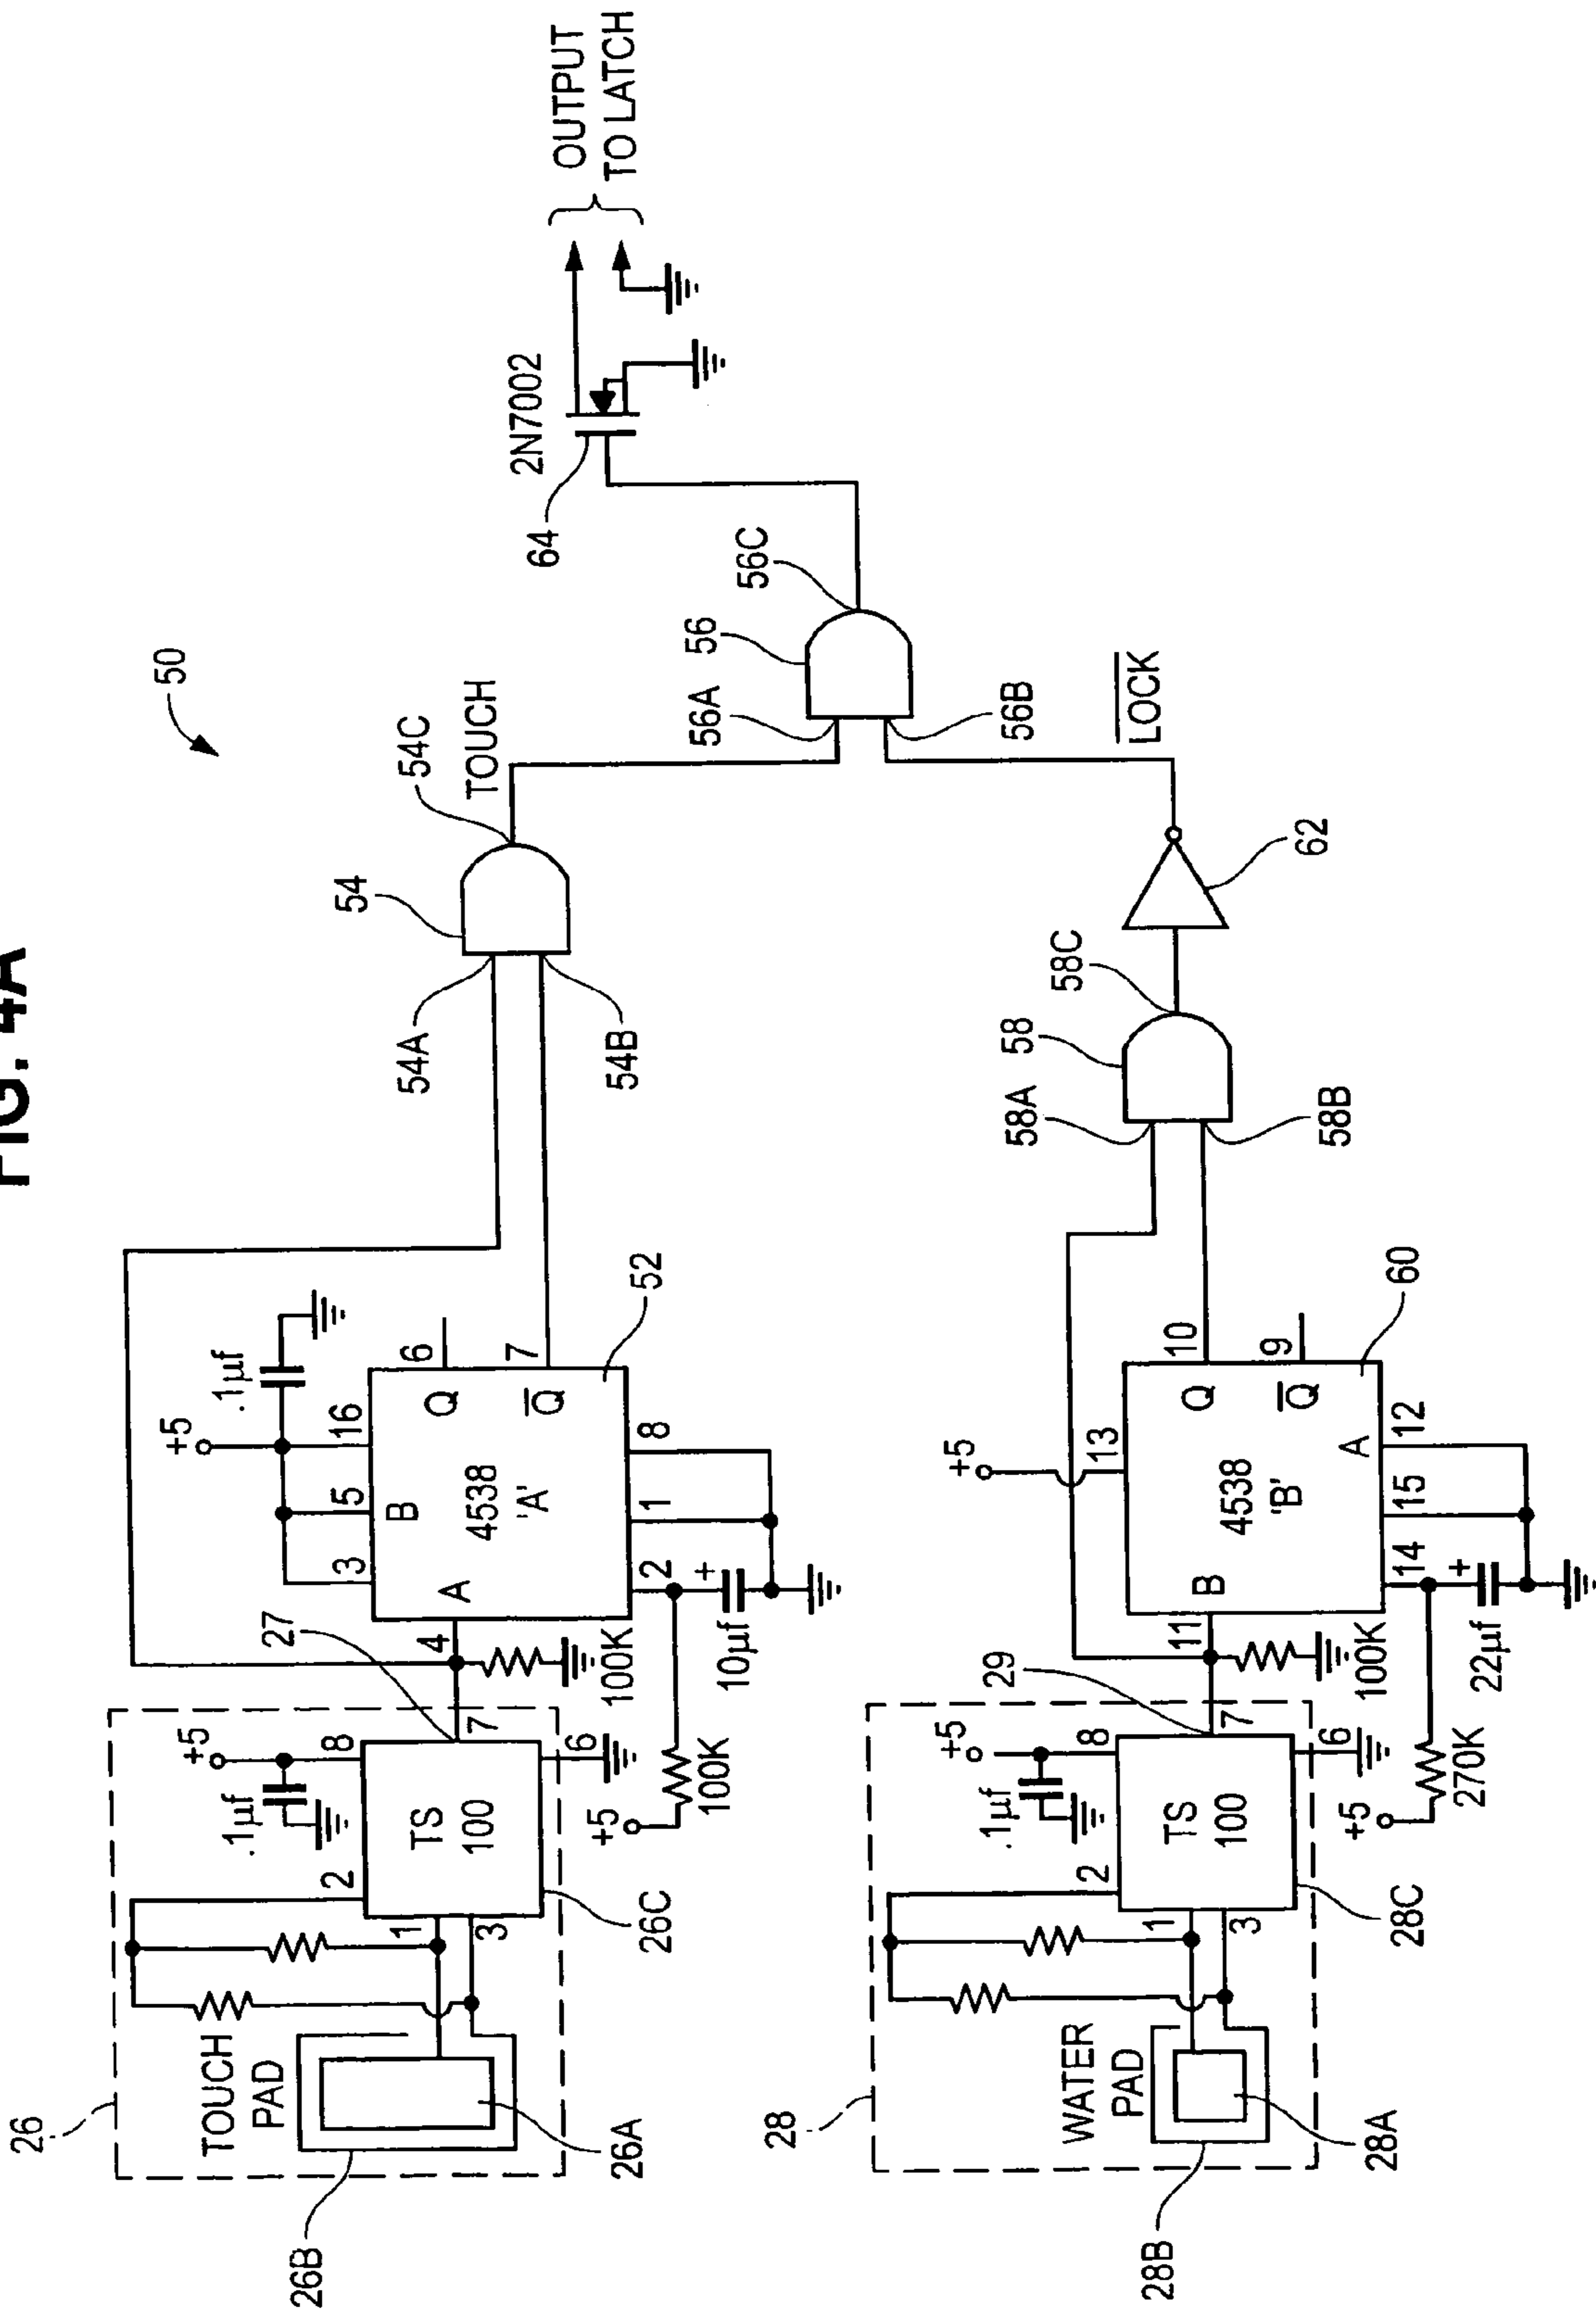 FIG. 4A
50
26
TOUCH
PAD
26B
26A
26C
TS
100
1
2
3
8
7
6
+5
.1µf
27
+5
100K
4
100K
10µf
+
A
3
5
B
16
+5
.1µf
4538
'A'
Q
6
Q̅
7
2
1
8
52
54A
54B
54
54C
TOUCH
56A
56B
56
56C
64
2N7002
OUTPUT
TO LATCH
28
WATER
PAD
28B
28A
28C
TS
100
1
2
3
8
7
6
+5
.1µf
29
+5
270K
11
100K
22µf
+
B
13
+5
4538
'B'
Q
10
Q̅
9
A
14
15
12
60
58A
58B
58
58C
62
L̅O̅C̅K̅